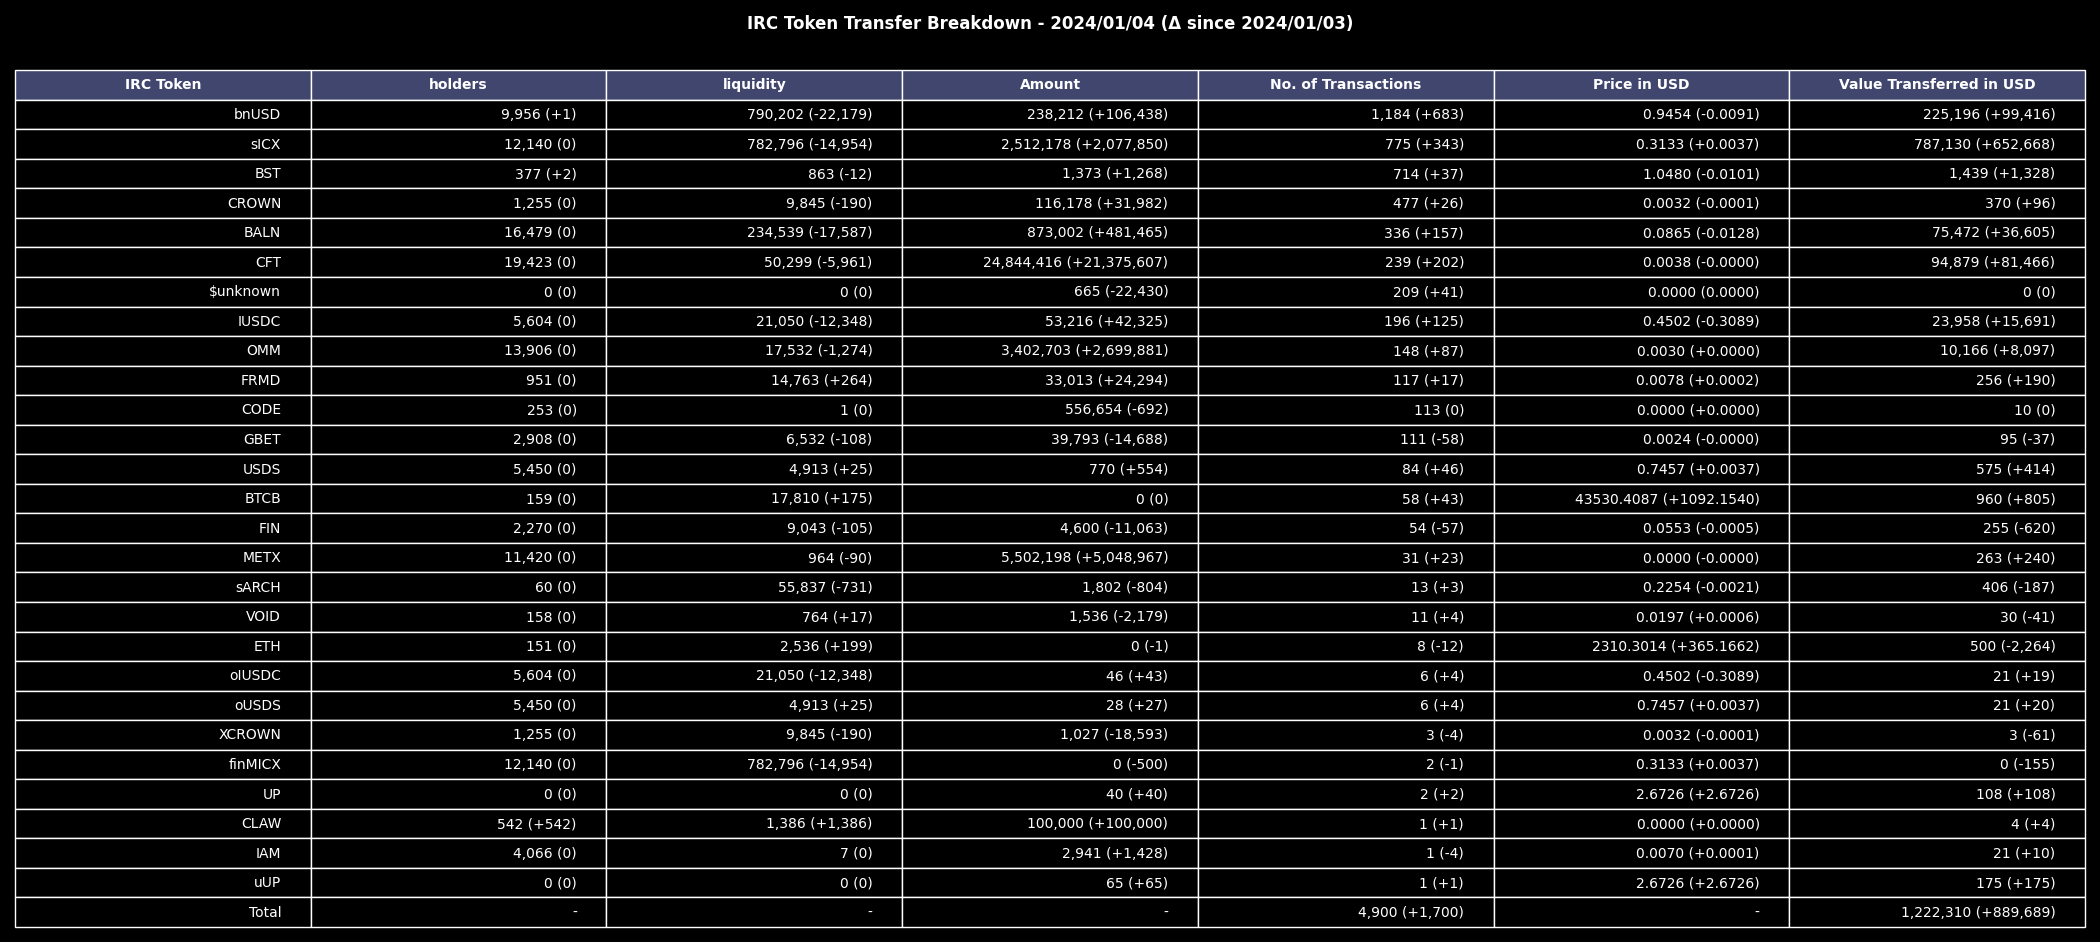 IRC Token Transfer Breakdown - 2024/01/04 (Δ since 2024/01/03)
IRC Token holders liquidity Amount No. of Transactions Price in USD Value Transferred in USD
bnUSD 9,956 (+1) 790,202 (-22,179) 238,212 (+106,438) 1,184 (+683) 0.9454 (-0.0091) 225,196 (+99,416)
sICX 12,140 (0) 782,796 (-14,954) 2,512,178 (+2,077,850) 775 (+343) 0.3133 (+0.0037) 787,130 (+652,668)
BST 377 (+2) 863 (-12) 1,373 (+1,268) 714 (+37) 1.0480 (-0.0101) 1,439 (+1,328)
CROWN 1,255 (0) 9,845 (-190) 116,178 (+31,982) 477 (+26) 0.0032 (-0.0001) 370 (+96)
BALN 16,479 (0) 234,539 (-17,587) 873,002 (+481,465) 336 (+157) 0.0865 (-0.0128) 75,472 (+36,605)
CFT 19,423 (0) 50,299 (-5,961) 24,844,416 (+21,375,607) 239 (+202) 0.0038 (-0.0000) 94,879 (+81,466)
$unknown 0 (0) 0 (0) 665 (-22,430) 209 (+41) 0.0000 (0.0000) 0 (0)
IUSDC 5,604 (0) 21,050 (-12,348) 53,216 (+42,325) 196 (+125) 0.4502 (-0.3089) 23,958 (+15,691)
OMM 13,906 (0) 17,532 (-1,274) 3,402,703 (+2,699,881) 148 (+87) 0.0030 (+0.0000) 10,166 (+8,097)
FRMD 951 (0) 14,763 (+264) 33,013 (+24,294) 117 (+17) 0.0078 (+0.0002) 256 (+190)
CODE 253 (0) 1 (0) 556,654 (-692) 113 (0) 0.0000 (+0.0000) 10 (0)
GBET 2,908 (0) 6,532 (-108) 39,793 (-14,688) 111 (-58) 0.0024 (-0.0000) 95 (-37)
USDS 5,450 (0) 4,913 (+25) 770 (+554) 84 (+46) 0.7457 (+0.0037) 575 (+414)
BTCB 159 (0) 17,810 (+175) 0 (0) 58 (+43) 43530.4087 (+1092.1540) 960 (+805)
FIN 2,270 (0) 9,043 (-105) 4,600 (-11,063) 54 (-57) 0.0553 (-0.0005) 255 (-620)
METX 11,420 (0) 964 (-90) 5,502,198 (+5,048,967) 31 (+23) 0.0000 (-0.0000) 263 (+240)
sARCH 60 (0) 55,837 (-731) 1,802 (-804) 13 (+3) 0.2254 (-0.0021) 406 (-187)
VOID 158 (0) 764 (+17) 1,536 (-2,179) 11 (+4) 0.0197 (+0.0006) 30 (-41)
ETH 151 (0) 2,536 (+199) 0 (-1) 8 (-12) 2310.3014 (+365.1662) 500 (-2,264)
oIUSDC 5,604 (0) 21,050 (-12,348) 46 (+43) 6 (+4) 0.4502 (-0.3089) 21 (+19)
oUSDS 5,450 (0) 4,913 (+25) 28 (+27) 6 (+4) 0.7457 (+0.0037) 21 (+20)
XCROWN 1,255 (0) 9,845 (-190) 1,027 (-18,593) 3 (-4) 0.0032 (-0.0001) 3 (-61)
finMICX 12,140 (0) 782,796 (-14,954) 0 (-500) 2 (-1) 0.3133 (+0.0037) 0 (-155)
UP 0 (0) 0 (0) 40 (+40) 2 (+2) 2.6726 (+2.6726) 108 (+108)
CLAW 542 (+542) 1,386 (+1,386) 100,000 (+100,000) 1 (+1) 0.0000 (+0.0000) 4 (+4)
IAM 4,066 (0) 7 (0) 2,941 (+1,428) 1 (-4) 0.0070 (+0.0001) 21 (+10)
uUP 0 (0) 0 (0) 65 (+65) 1 (+1) 2.6726 (+2.6726) 175 (+175)
Total - - - 4,900 (+1,700) - 1,222,310 (+889,689)